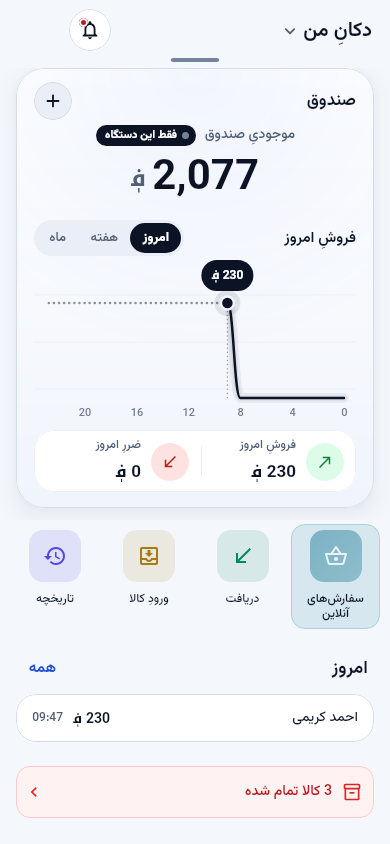 دکانِ من
صندوق
موجودیِ صندوق
فقط این دستگاه
2,077 ؋
فروشِ امروز
امروز
هفته
ماه
230 ؋
0 4 8 12 16 20
فروشِ امروز
230 ؋
ضررِ امروز
0 ؋
سفارش‌های
آنلاین
دریافت
ورودِ کالا
تاریخچه
امروز
همه
احمد کریمی
230 ؋
09:47
3 کالا تمام شده